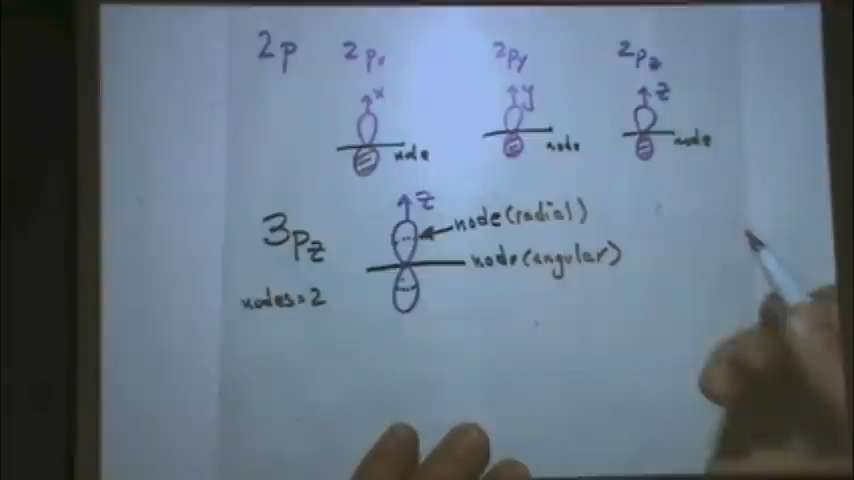 2p 2px 2py 2pz
x y z
node node node
z
3pz node(radial)
node(angular)
nodes=2